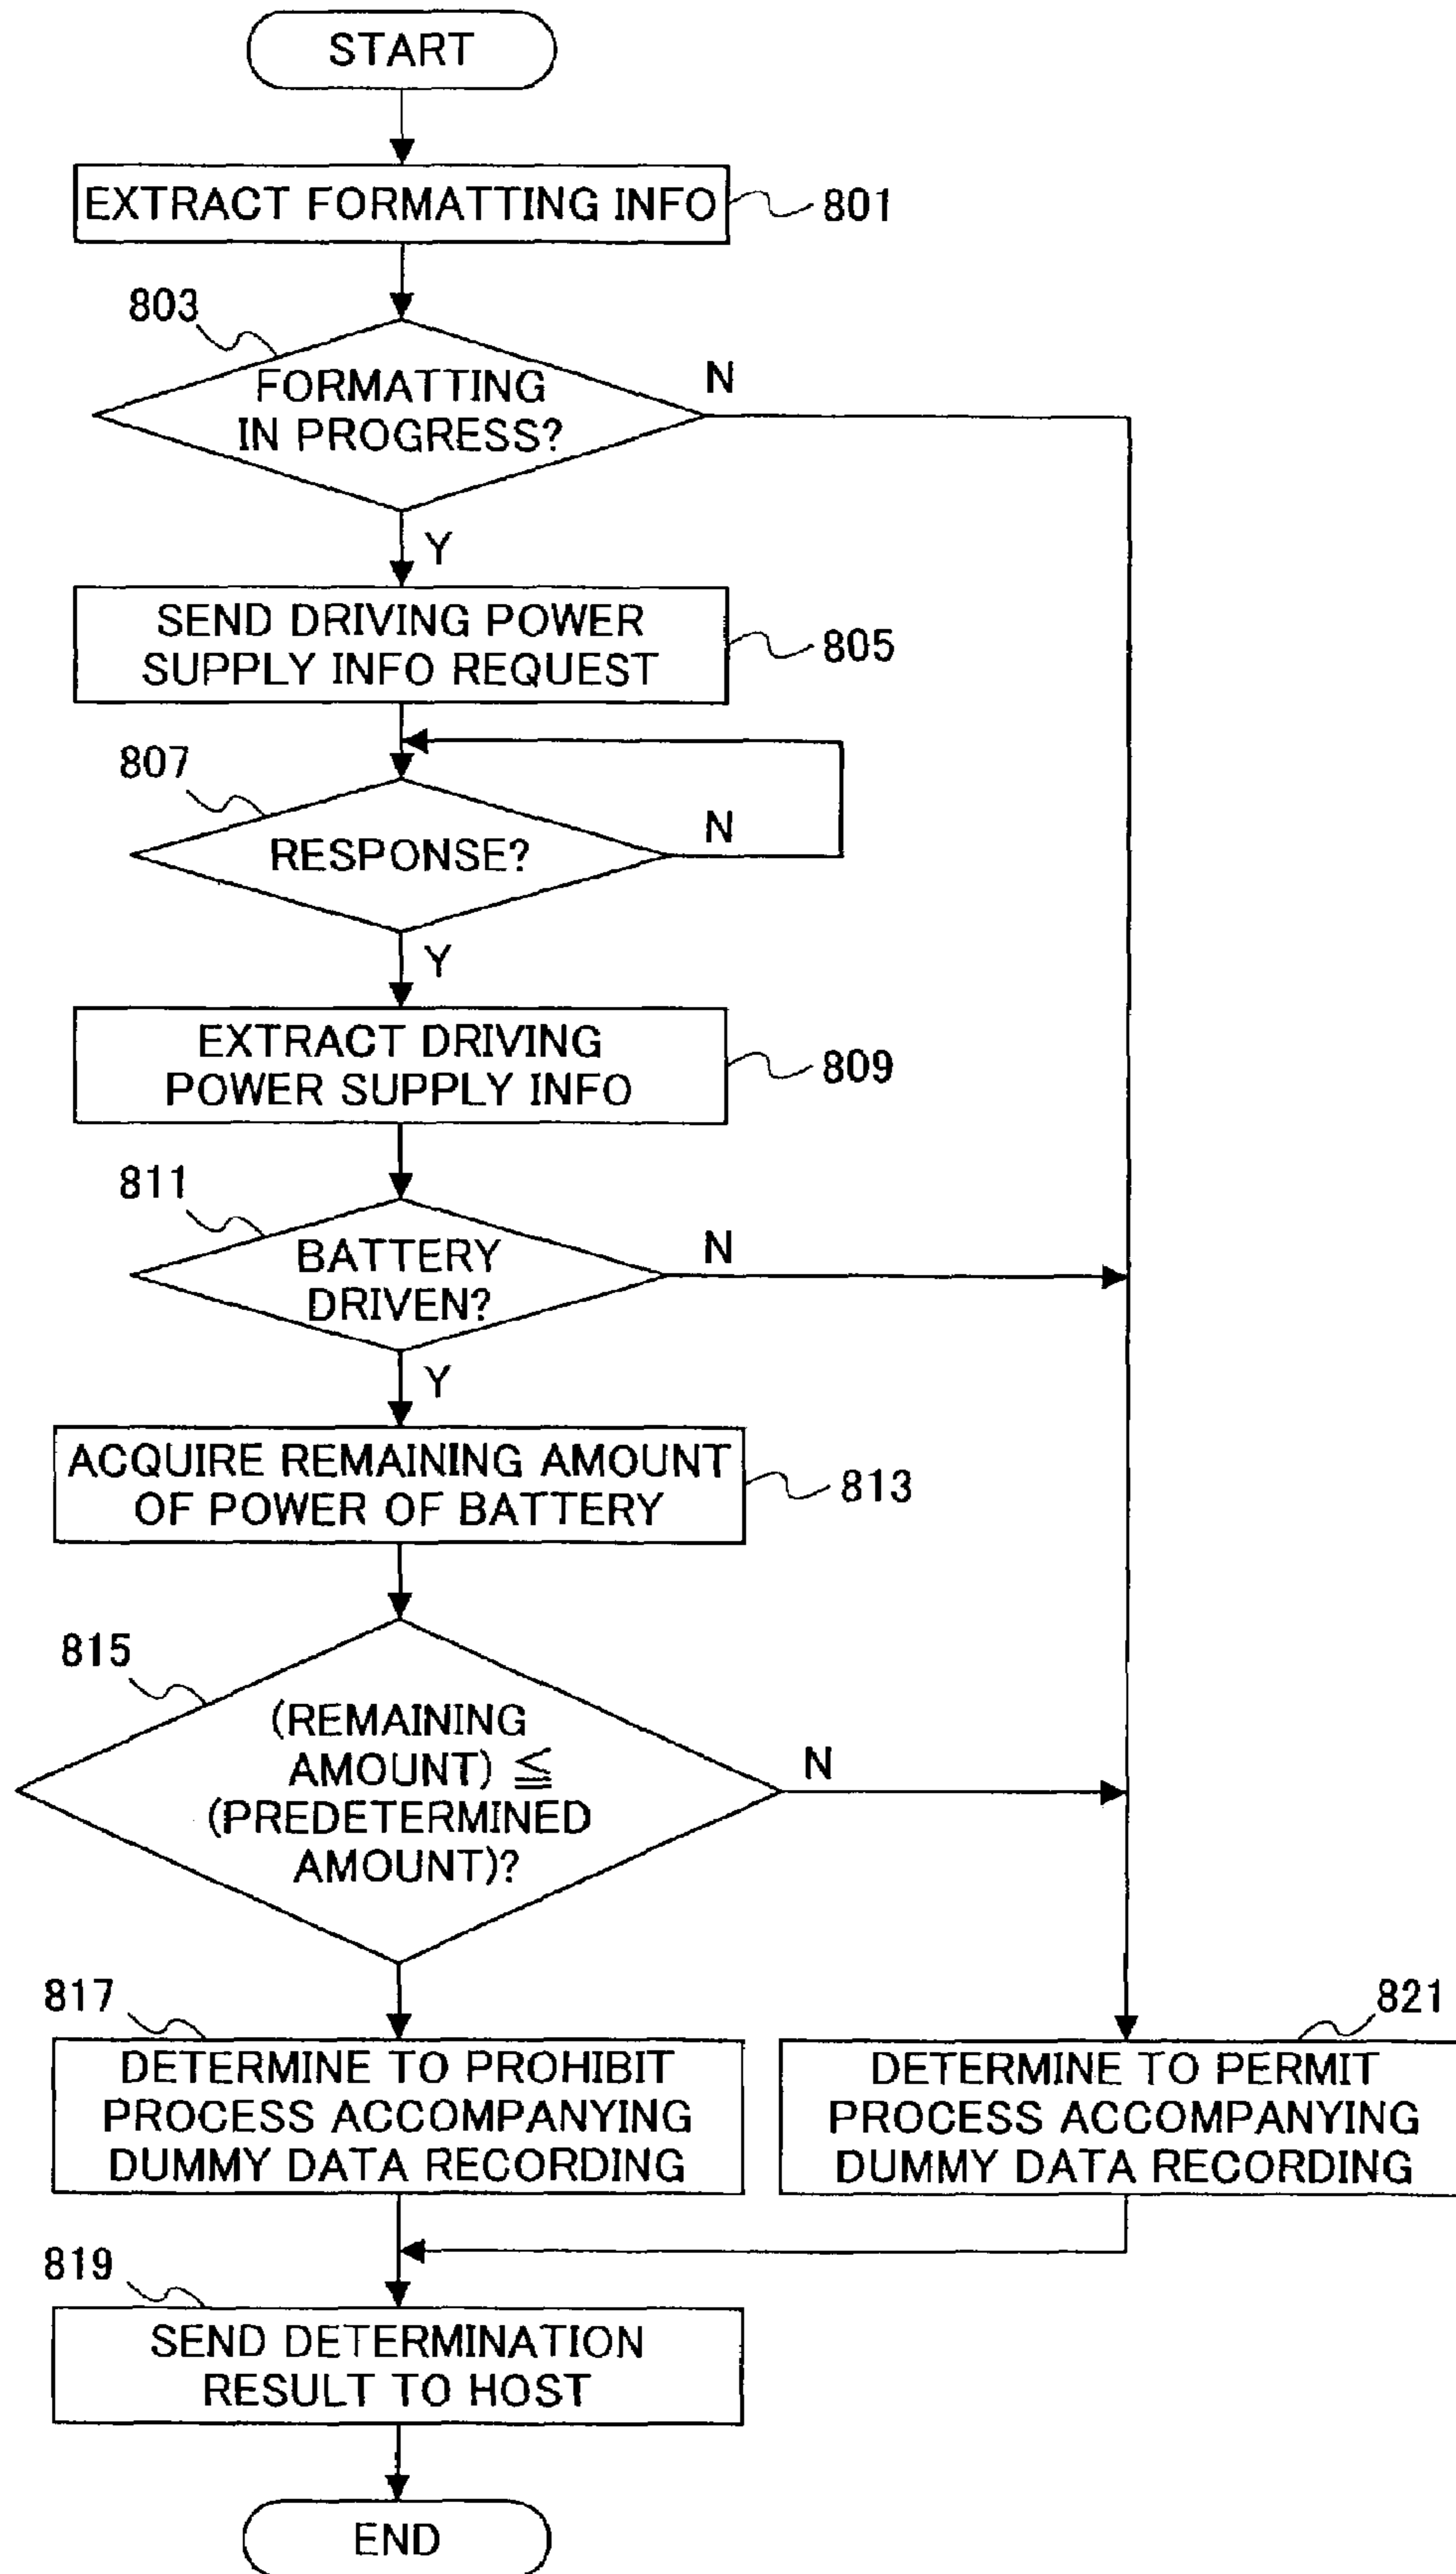 START
EXTRACT FORMATTING INFO
801
803
FORMATTING
IN PROGRESS?
N
Y
SEND DRIVING POWER
SUPPLY INFO REQUEST
805
807
RESPONSE?
N
Y
EXTRACT DRIVING
POWER SUPPLY INFO
809
811
BATTERY
DRIVEN?
N
Y
ACQUIRE REMAINING AMOUNT
OF POWER OF BATTERY
813
815
(REMAINING
AMOUNT) ≦
(PREDETERMINED
AMOUNT)?
N
817
DETERMINE TO PROHIBIT
PROCESS ACCOMPANYING
DUMMY DATA RECORDING
821
DETERMINE TO PERMIT
PROCESS ACCOMPANYING
DUMMY DATA RECORDING
819
SEND DETERMINATION
RESULT TO HOST
END